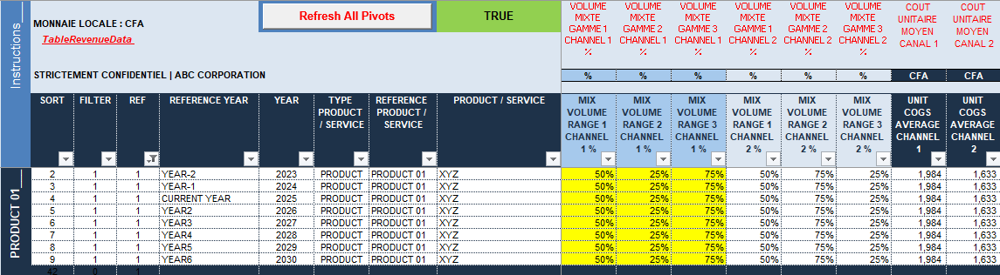 Instructions
MONNAIE LOCALE : CFA
TableRevenueData
Refresh All Pivots
TRUE
VOLUME MIXTE GAMME 1 CHANNEL 1 % VOLUME MIXTE GAMME 2 CHANNEL 1 % VOLUME MIXTE GAMME 3 CHANNEL 1 % VOLUME MIXTE GAMME 1 CHANNEL 2 % VOLUME MIXTE GAMME 2 CHANNEL 2 % VOLUME MIXTE GAMME 3 CHANNEL 2 % COUT UNITAIRE MOYEN CANAL 1 COUT UNITAIRE MOYEN CANAL 2
STRICTEMENT CONFIDENTIEL | ABC CORPORATION
% % % % % % CFA CFA
SORT FILTER REF REFERENCE YEAR YEAR TYPE PRODUCT / SERVICE REFERENCE PRODUCT / SERVICE PRODUCT / SERVICE MIX VOLUME RANGE 1 CHANNEL 1 % MIX VOLUME RANGE 2 CHANNEL 1 % MIX VOLUME RANGE 3 CHANNEL 1 % MIX VOLUME RANGE 1 CHANNEL 2 % MIX VOLUME RANGE 2 CHANNEL 2 % MIX VOLUME RANGE 3 CHANNEL 2 % UNIT COGS AVERAGE CHANNEL 1 UNIT COGS AVERAGE CHANNEL 2
PRODUCT 01
2 1 1 YEAR-2 2023 PRODUCT PRODUCT 01 XYZ 50% 25% 75% 50% 75% 25% 1,984 1,633
3 1 1 YEAR-1 2024 PRODUCT PRODUCT 01 XYZ 50% 25% 75% 50% 75% 25% 1,984 1,633
4 1 1 CURRENT YEAR 2025 PRODUCT PRODUCT 01 XYZ 50% 25% 75% 50% 75% 25% 1,984 1,633
5 1 1 YEAR2 2026 PRODUCT PRODUCT 01 XYZ 50% 25% 75% 50% 75% 25% 1,984 1,633
6 1 1 YEAR3 2027 PRODUCT PRODUCT 01 XYZ 50% 25% 75% 50% 75% 25% 1,984 1,633
7 1 1 YEAR4 2028 PRODUCT PRODUCT 01 XYZ 50% 25% 75% 50% 75% 25% 1,984 1,633
8 1 1 YEAR5 2029 PRODUCT PRODUCT 01 XYZ 50% 25% 75% 50% 75% 25% 1,984 1,633
9 1 1 YEAR6 2030 PRODUCT PRODUCT 01 XYZ 50% 25% 75% 50% 75% 25% 1,984 1,633
42 0 1